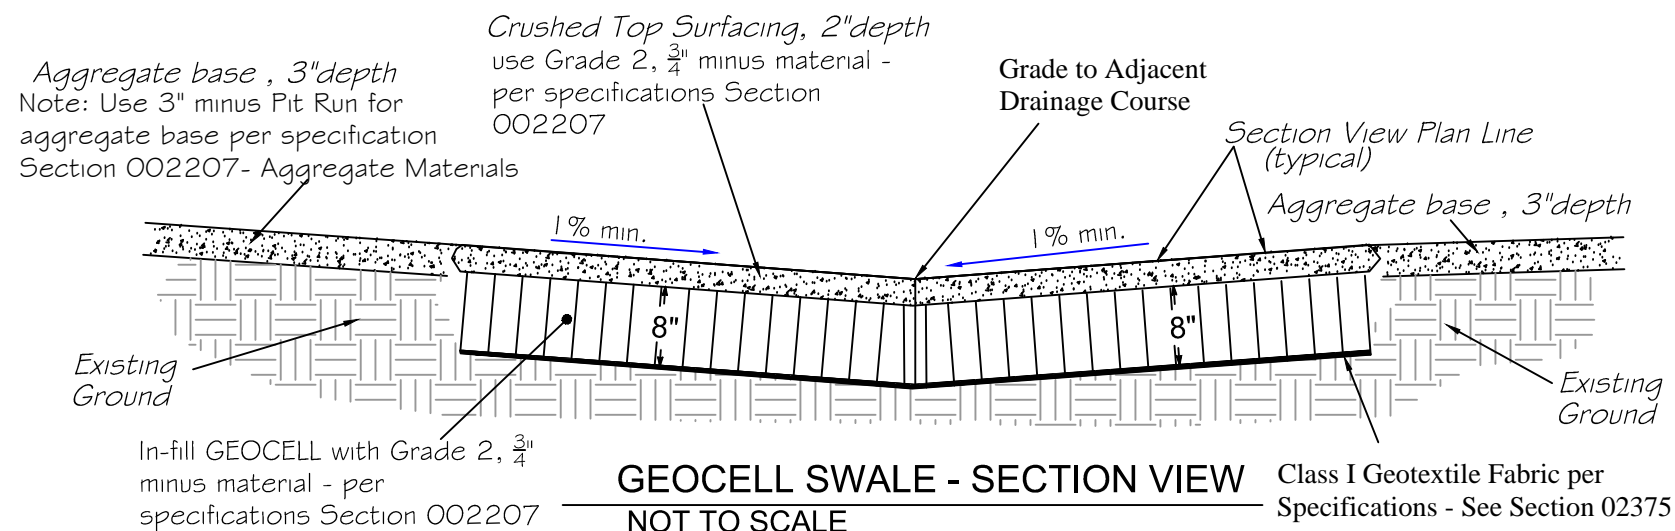 Crushed Top Surfacing, 2"depth
use Grade 2, 3/4" minus material -
per specifications Section
002207
Aggregate base , 3"depth
Note: Use 3" minus Pit Run for
aggregate base per specification
Section 002207- Aggregate Materials
Grade to Adjacent
Drainage Course
Section View Plan Line
(typical)
Aggregate base , 3"depth
1% min.
1% min.
8"
8"
Existing
Ground
Existing
Ground
In-fill GEOCELL with Grade 2, 3/4"
minus material - per
specifications Section 002207
GEOCELL SWALE - SECTION VIEW
NOT TO SCALE
Class I Geotextile Fabric per
Specifications - See Section 02375